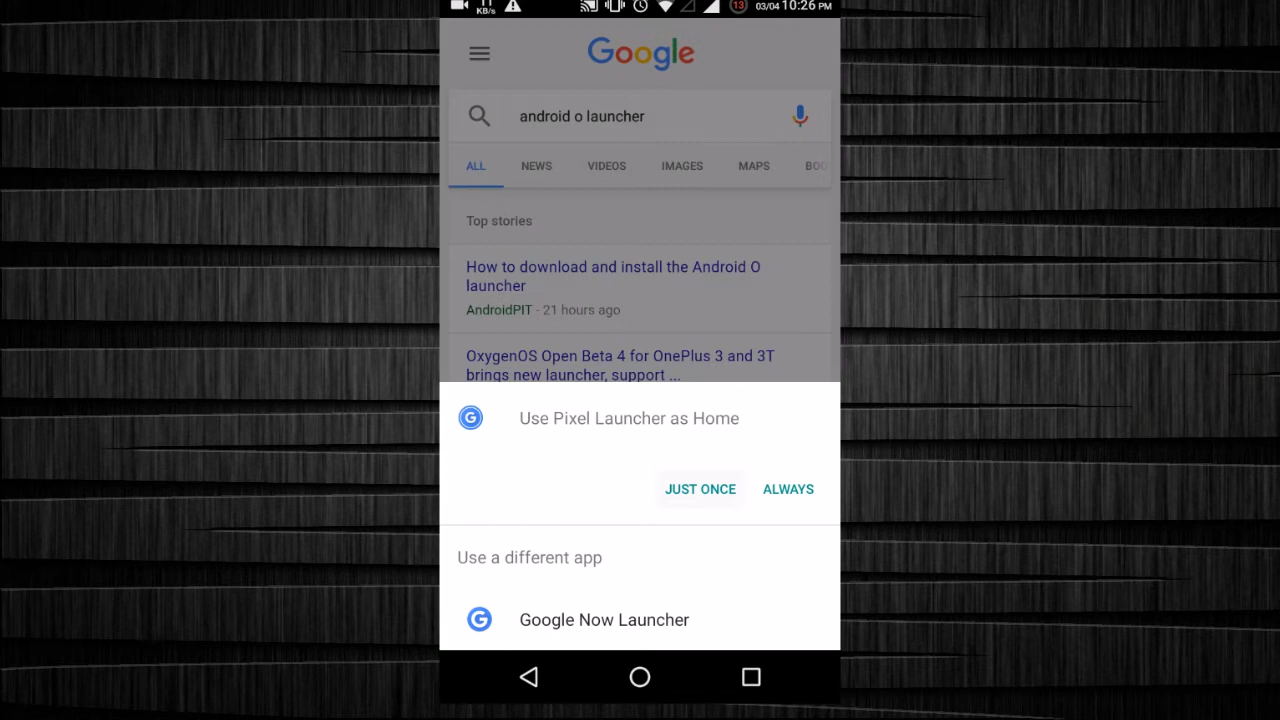 KB/s 13 03/04 10:26 PM
Google
android o launcher
ALL NEWS VIDEOS IMAGES MAPS
Top stories
How to download and install the Android O
launcher
AndroidPIT - 21 hours ago
OxygenOS Open Beta 4 for OnePlus 3 and 3T
brings new launcher, support ...
Use Pixel Launcher as Home
JUST ONCE ALWAYS
Use a different app
Google Now Launcher